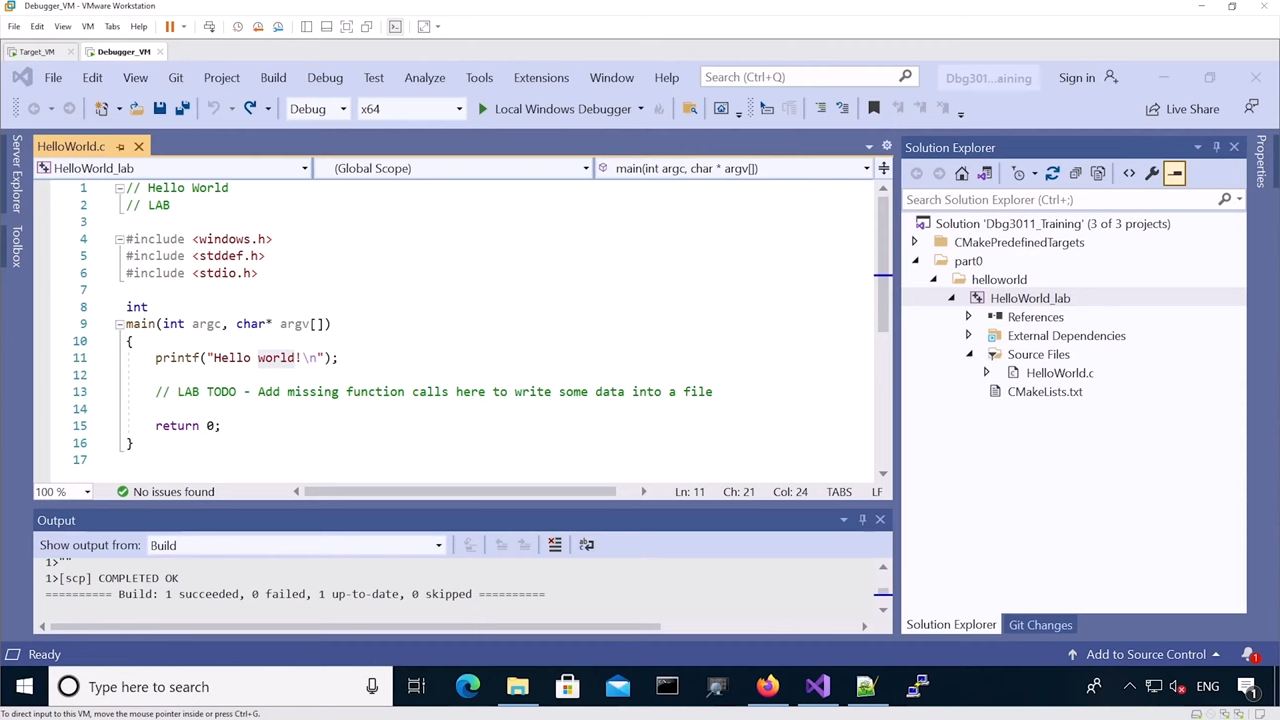 Debugger_VM - VMware Workstation
File Edit View VM Tabs Help
Target_VM Debugger_VM
File Edit View Git Project Build Debug Test Analyze Tools Extensions Window Help Search (Ctrl+Q) Dbg301...aining Sign in
Debug x64 Local Windows Debugger Live Share
Server Explorer
Toolbox
HelloWorld.c
HelloWorld_lab (Global Scope) main(int argc, char * argv[])
1 // Hello World
2 // LAB
3
4 #include <windows.h>
5 #include <stddef.h>
6 #include <stdio.h>
7
8 int
9 main(int argc, char* argv[])
10 {
11 printf("Hello world!\n");
12
13 // LAB TODO - Add missing function calls here to write some data into a file
14
15 return 0;
16 }
17
100 % No issues found Ln: 11 Ch: 21 Col: 24 TABS LF
Output
Show output from: Build
1>""
1>[scp] COMPLETED OK
========== Build: 1 succeeded, 0 failed, 1 up-to-date, 0 skipped ==========
Solution Explorer
Search Solution Explorer (Ctrl+;)
Solution 'Dbg3011_Training' (3 of 3 projects)
CMakePredefinedTargets
part0
helloworld
HelloWorld_lab
References
External Dependencies
Source Files
HelloWorld.c
CMakeLists.txt
Solution Explorer Git Changes
Properties
Ready Add to Source Control 1
Type here to search ENG 1
To direct input to this VM, move the mouse pointer inside or press Ctrl+G.